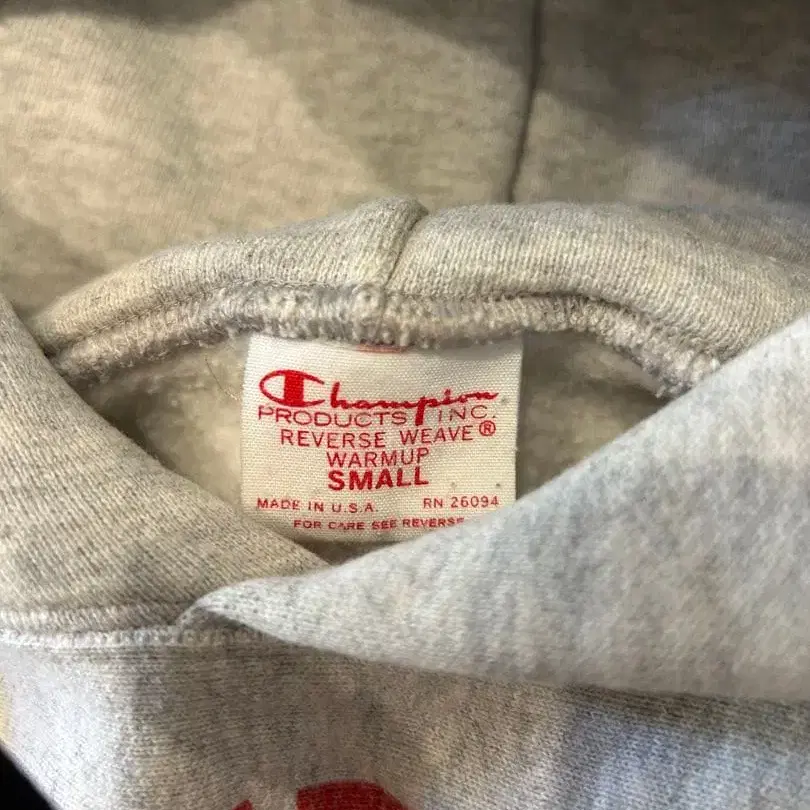 Champion
PRODUCTS INC.
REVERSE WEAVE®
WARMUP
SMALL
MADE IN U.S.A. RN 26094
FOR CARE SEE REVERSE